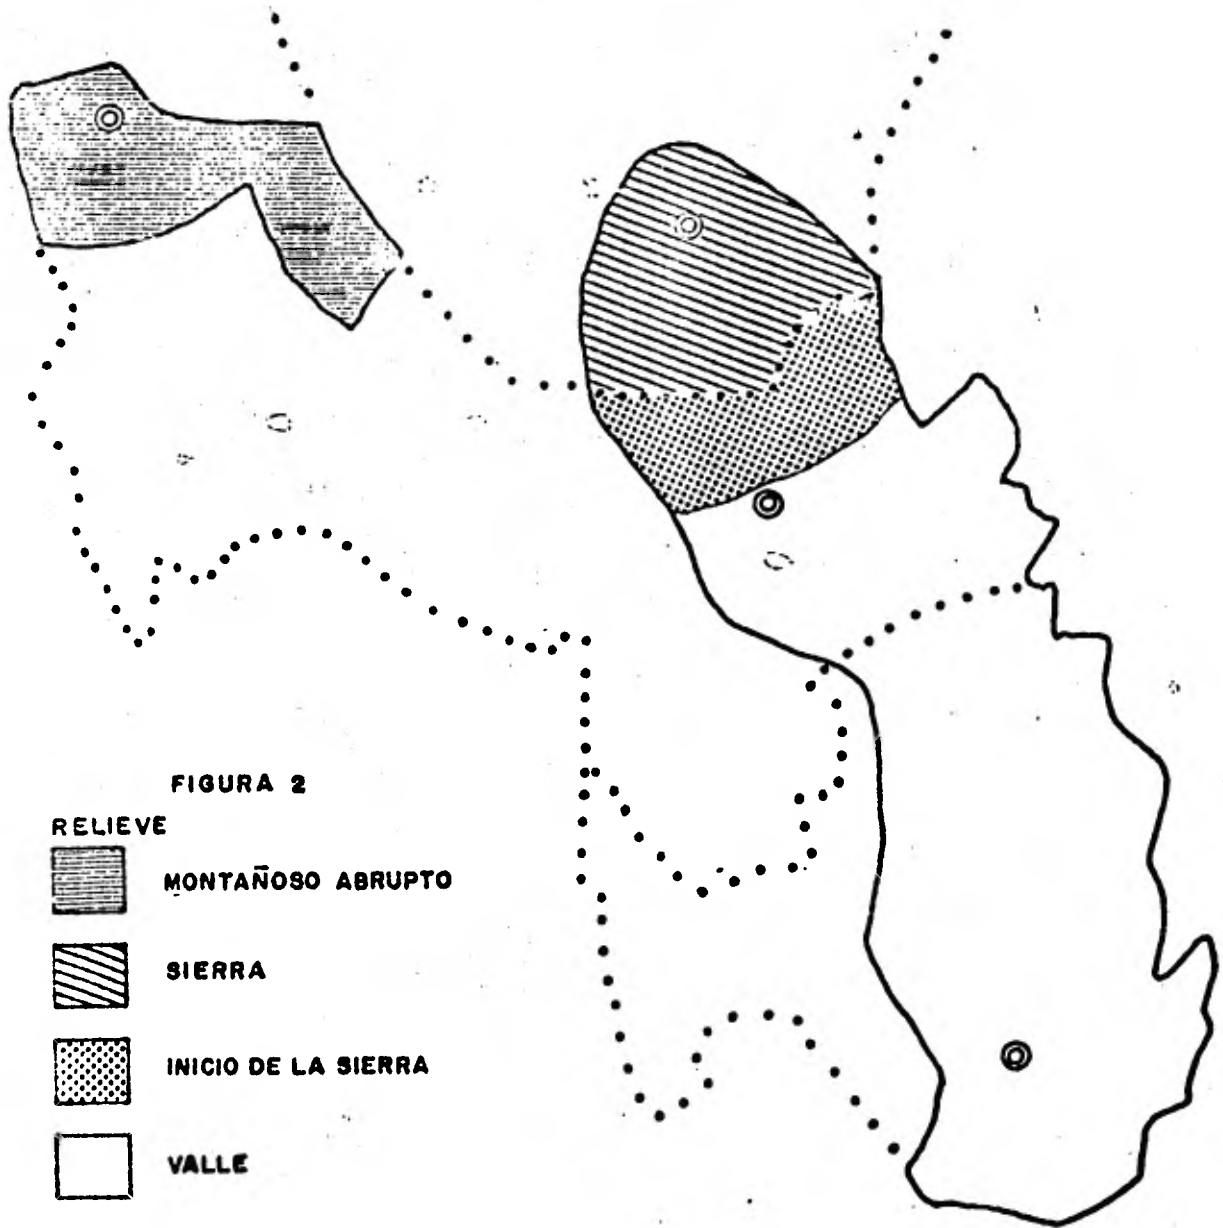 FIGURA 2
RELIEVE
MONTAÑOSO ABRUPTO
SIERRA
INICIO DE LA SIERRA
VALLE